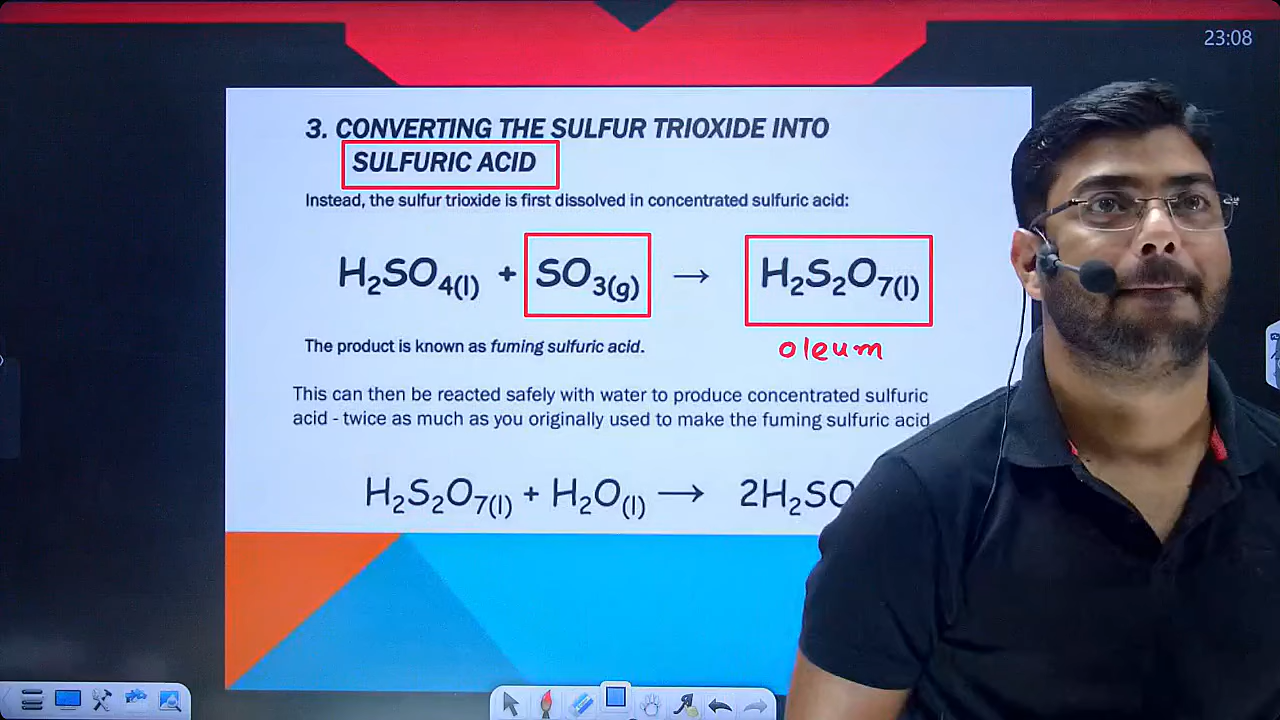 23:08
3. CONVERTING THE SULFUR TRIOXIDE INTO
SULFURIC ACID
Instead, the sulfur trioxide is first dissolved in concentrated sulfuric acid:
H₂SO₄(l) + SO₃(g) → H₂S₂O₇(l)
The product is known as fuming sulfuric acid.
oleum
This can then be reacted safely with water to produce concentrated sulfuric
acid - twice as much as you originally used to make the fuming sulfuric acid
H₂S₂O₇(l) + H₂O(l) → 2H₂SO